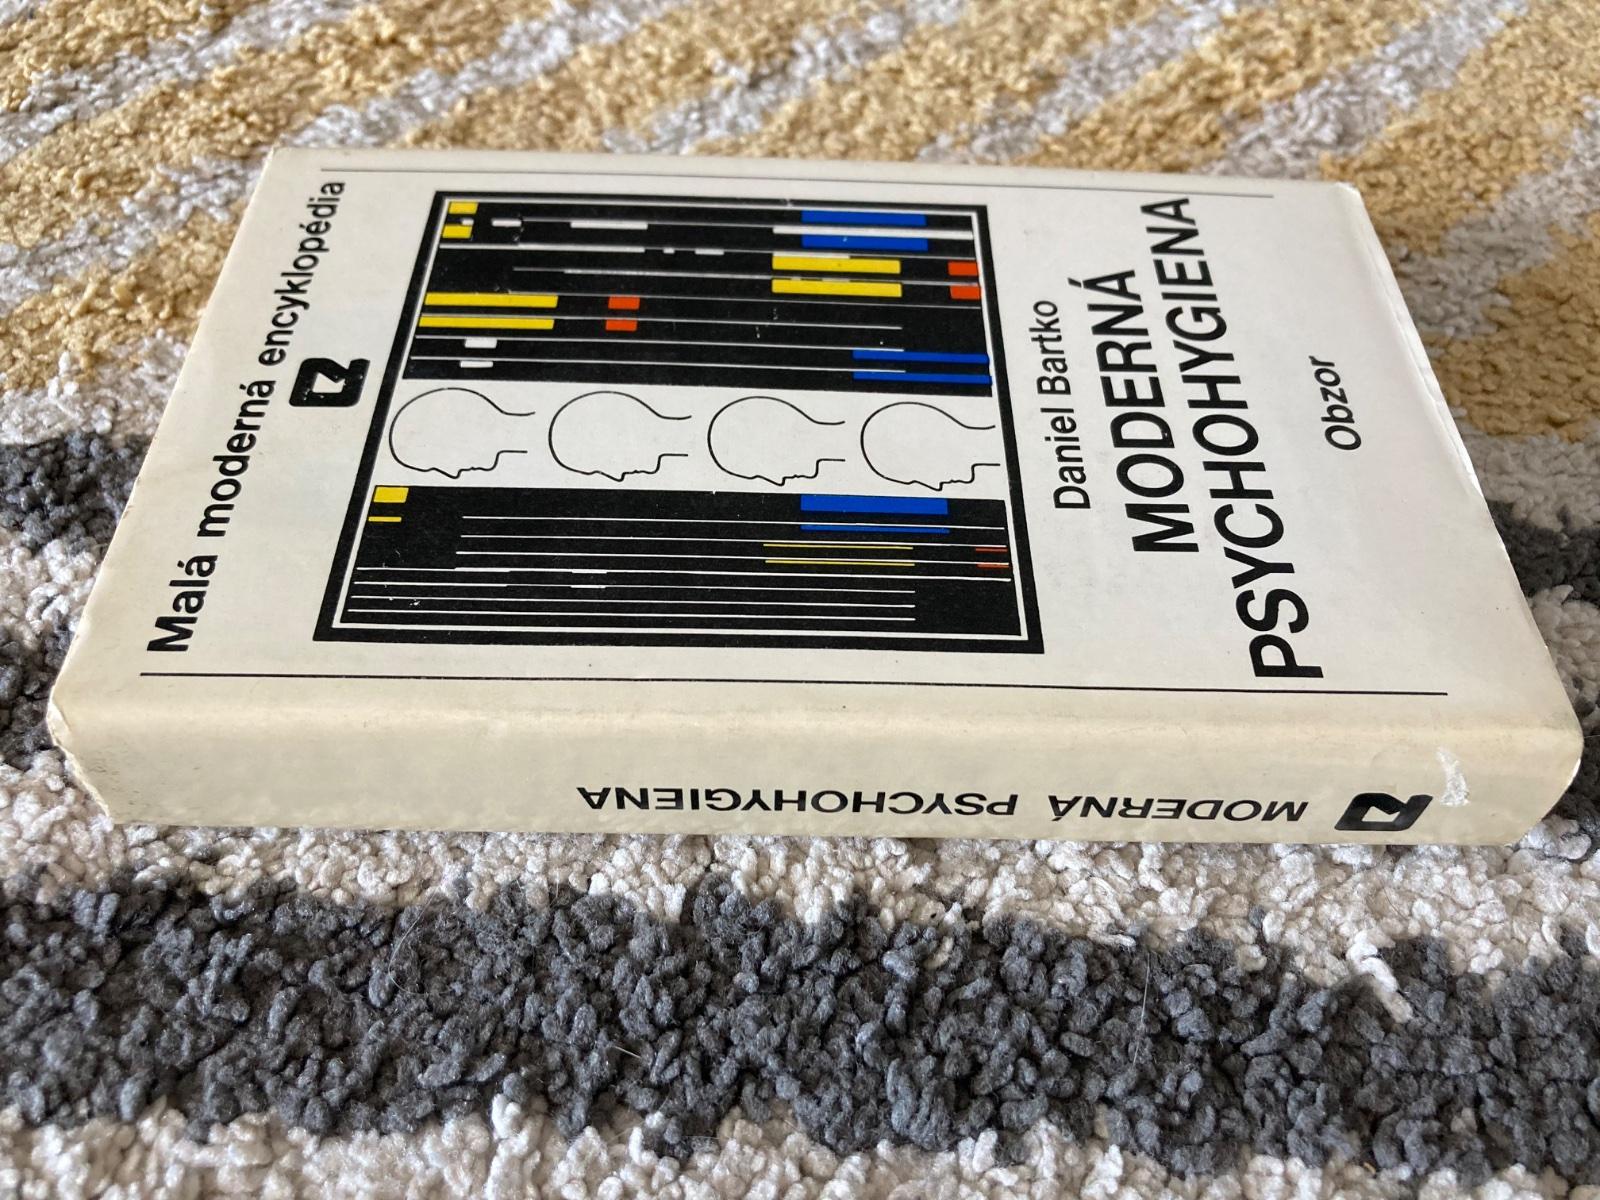 Malá moderná encyklopédia
Daniel Bartko
MODERNÁ
PSYCHOHYGIENA
Obzor
MODERNÁ PSYCHOHYGIENA